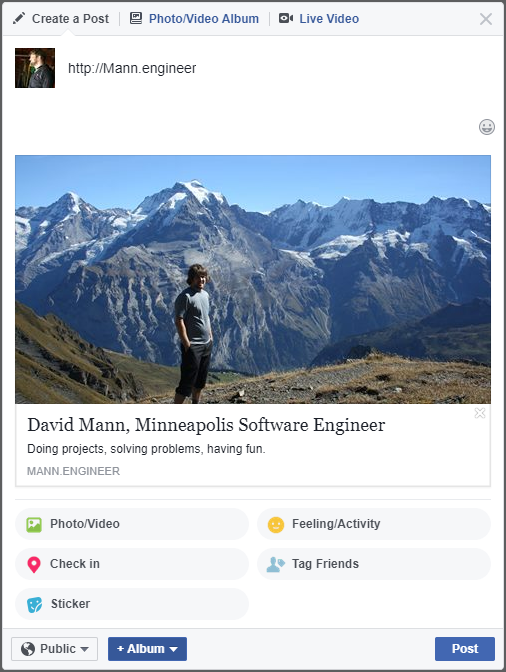 Create a Post Photo/Video Album Live Video
http://Mann.engineer
David Mann, Minneapolis Software Engineer
Doing projects, solving problems, having fun.
MANN.ENGINEER
Photo/Video Feeling/Activity
Check in Tag Friends
Sticker
Public + Album Post